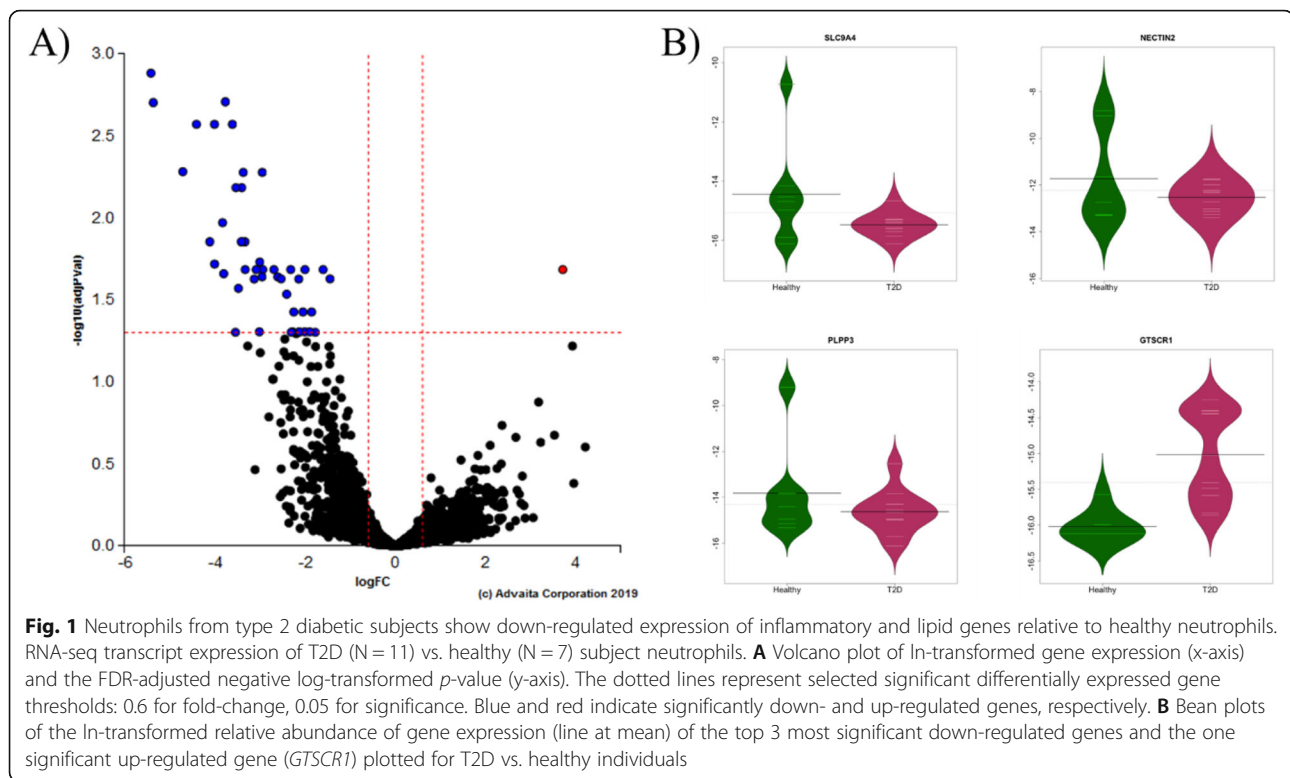 A)
3.0
2.5
2.0
1.5
1.0
0.5
0.0
-log10(adjPVal)
-6
-4
-2
0
2
4
logFC
(c) Advaita Corporation 2019
B)
SLC9A4
-10
-12
-14
-16
Healthy
T2D
NECTIN2
-8
-10
-12
-14
-16
Healthy
T2D
PLPP3
-8
-10
-12
-14
-16
Healthy
T2D
GTSCR1
-14.0
-14.5
-15.0
-15.5
-16.0
-16.5
Healthy
T2D
Fig. 1 Neutrophils from type 2 diabetic subjects show down-regulated expression of inflammatory and lipid genes relative to healthy neutrophils.
RNA-seq transcript expression of T2D (N = 11) vs. healthy (N = 7) subject neutrophils. A Volcano plot of ln-transformed gene expression (x-axis)
and the FDR-adjusted negative log-transformed p-value (y-axis). The dotted lines represent selected significant differentially expressed gene
thresholds: 0.6 for fold-change, 0.05 for significance. Blue and red indicate significantly down- and up-regulated genes, respectively. B Bean plots
of the ln-transformed relative abundance of gene expression (line at mean) of the top 3 most significant down-regulated genes and the one
significant up-regulated gene (GTSCR1) plotted for T2D vs. healthy individuals